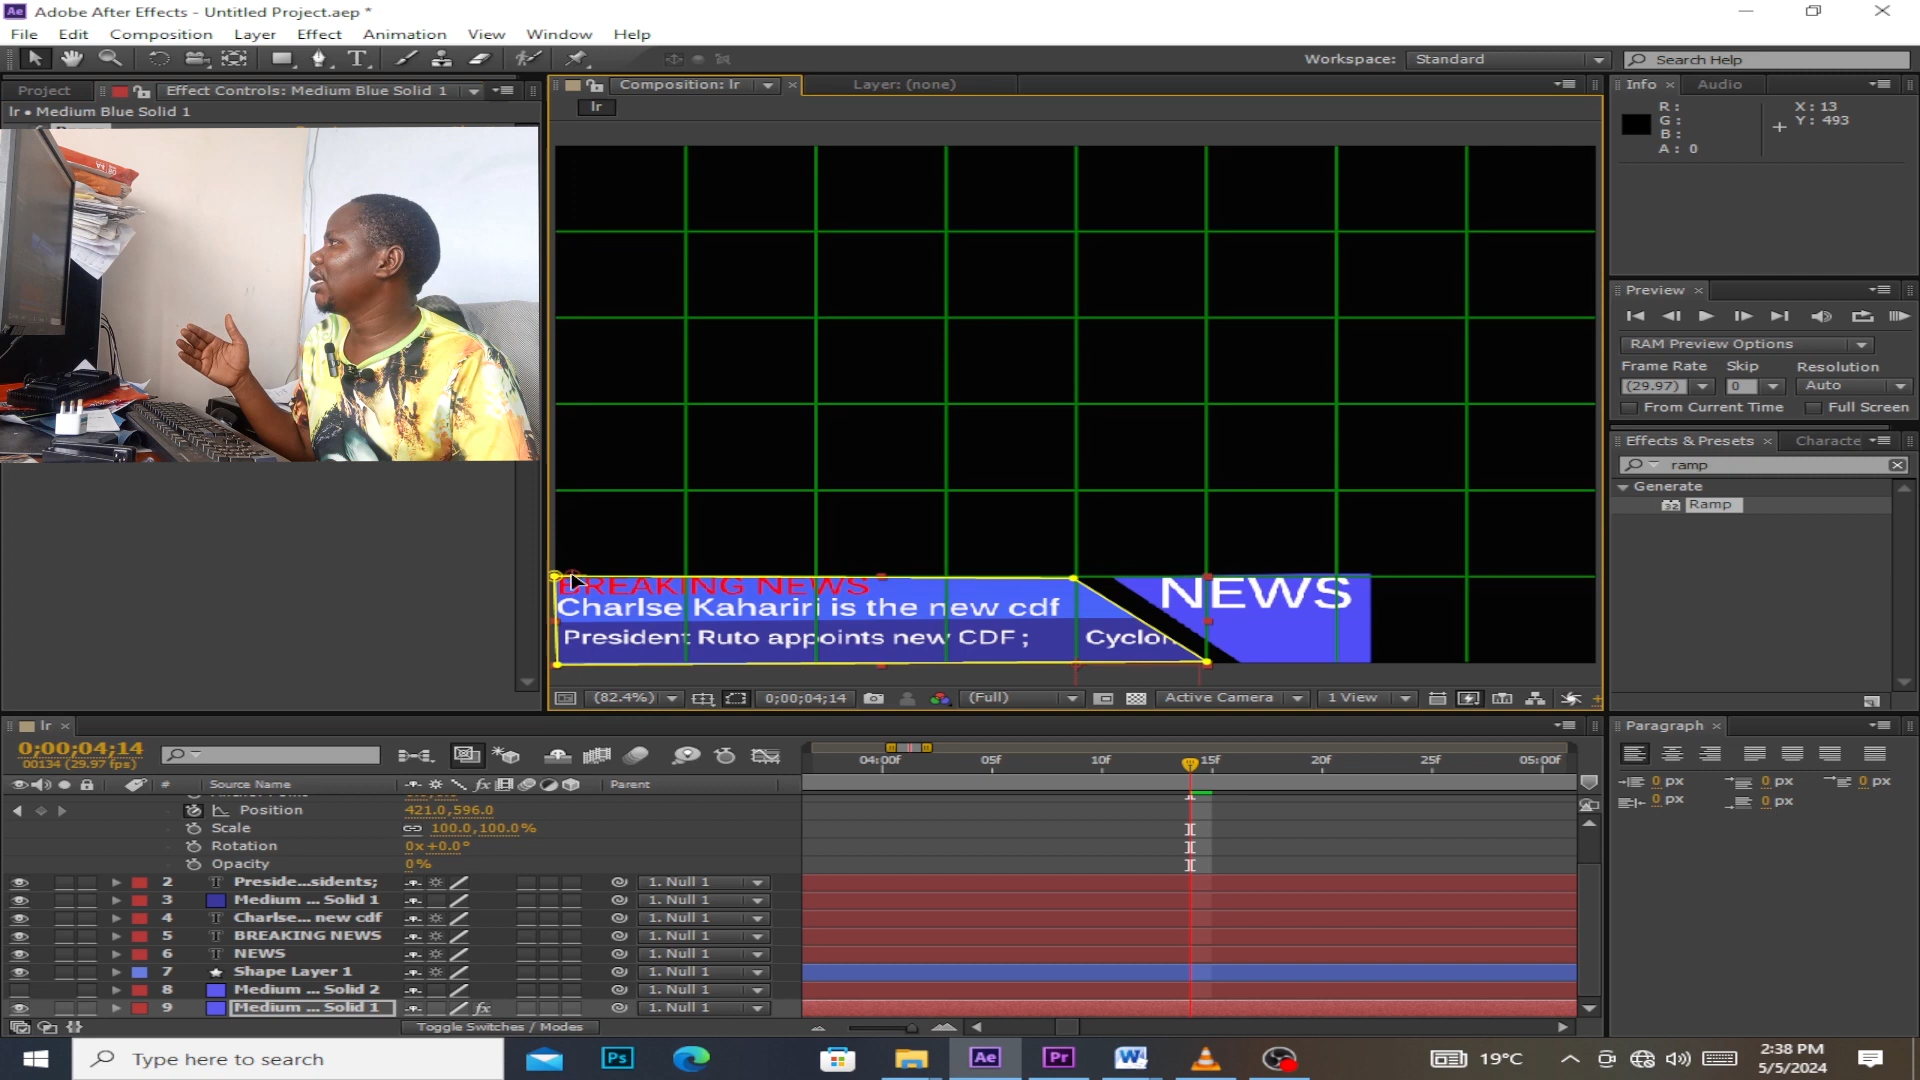 Adobe After Effects - Untitled Project.aep *
File Edit Composition Layer Effect Animation View Window Help
Workspace: Standard Search Help
Project Effect Controls: Medium Blue Solid 1
lr • Medium Blue Solid 1
Composition: lr Layer: (none)
lr
Info Audio
R: X: 13
G: Y: 493
B:
A: 0
Preview
RAM Preview Options
Frame Rate Skip Resolution
(29.97) 0 Auto
From Current Time Full Screen
Effects & Presets Characte
ramp
Generate
32 Ramp
BREAKING NEWS
Charlse Kahariri is the new cdf
President Ruto appoints new CDF;
NEWS
(82.4%) 0;00;04;14 (Full) Active Camera 1 View
lr
0;00;04;14
00134 (29.97 fps)
04:00f 05f 10f 15f 20f 25f 05:00f
# Source Name fx Parent
Position 421.0,596.0
Scale 100.0,100.0%
Rotation 0x+0.0°
Opacity 0%
2 T Preside...sidents; 1. Null 1
3 Medium ... Solid 1 1. Null 1
4 T Charlse... new cdf 1. Null 1
5 T BREAKING NEWS 1. Null 1
6 T NEWS 1. Null 1
7 Shape Layer 1 1. Null 1
8 Medium ... Solid 2 1. Null 1
9 Medium ... Solid 1 fx 1. Null 1
Toggle Switches / Modes
Paragraph
0 px 0 px 0 px
0 px 0 px
Type here to search
Ps Ae Pr W
19°C
2:38 PM
5/5/2024